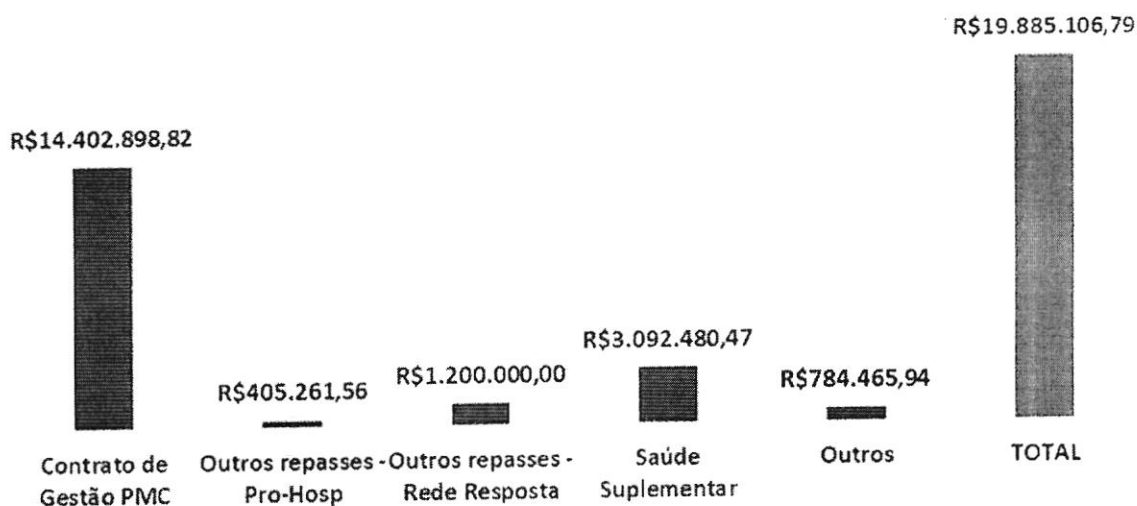 R$19.885.106,79
R$14.402.898,82
R$3.092.480,47
R$1.200.000,00
R$784.465,94
R$405.261,56
Contrato de
Gestão PMC
Outros repasses -
Pro-Hosp
Outros repasses -
Rede Resposta
Saúde
Suplementar
Outros
TOTAL